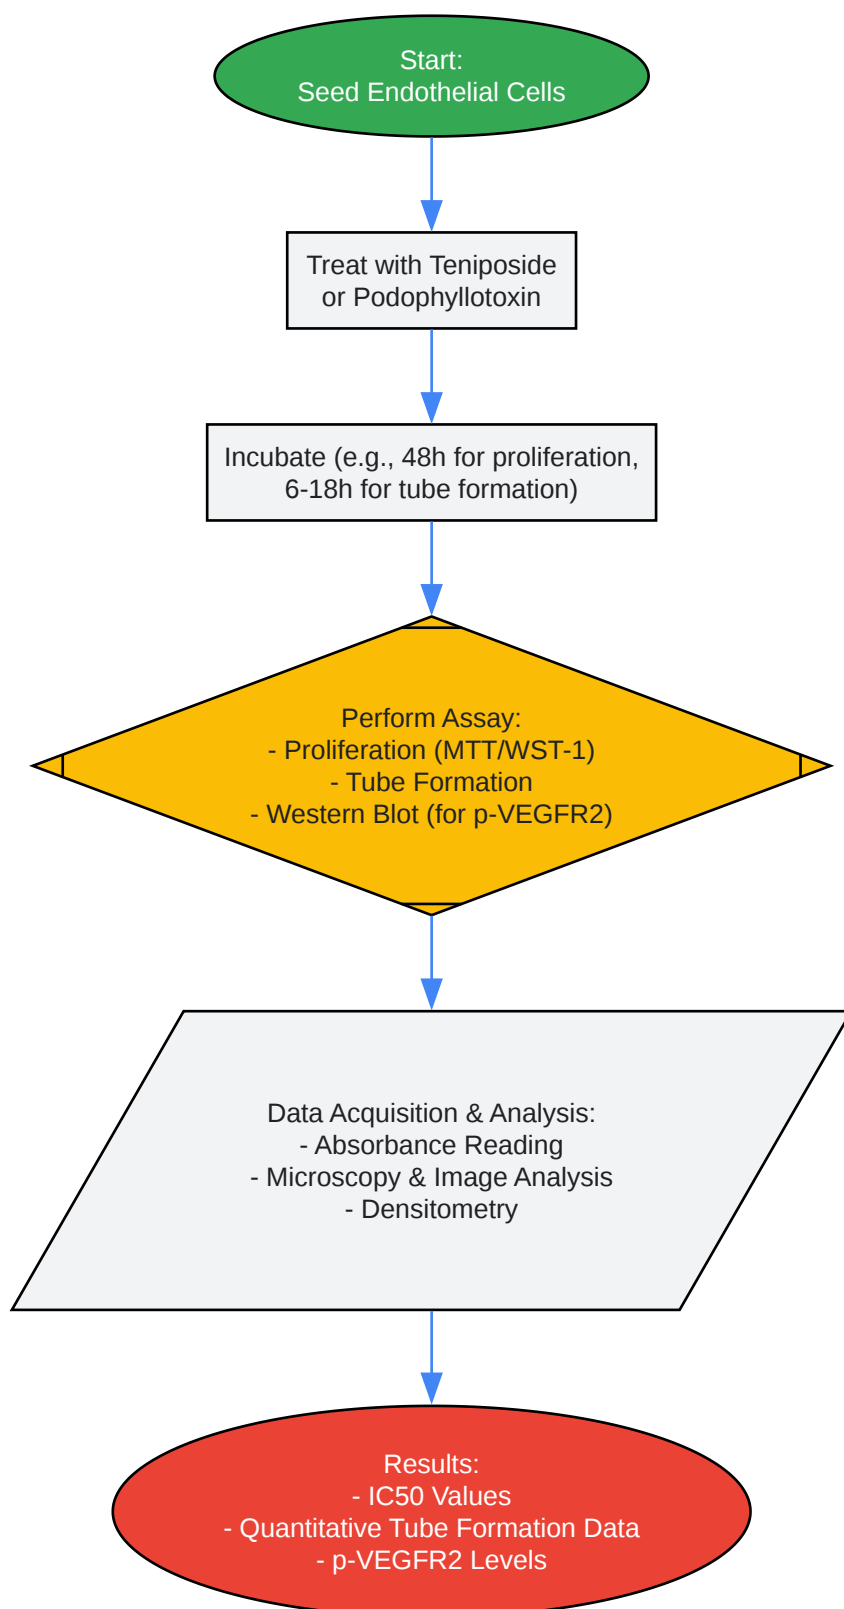 Start:
Seed Endothelial Cells
Treat with Teniposide
or Podophyllotoxin
Incubate (e.g., 48h for proliferation,
6-18h for tube formation)
Perform Assay:
- Proliferation (MTT/WST-1)
- Tube Formation
- Western Blot (for p-VEGFR2)
Data Acquisition & Analysis:
- Absorbance Reading
- Microscopy & Image Analysis
- Densitometry
Results:
- IC50 Values
- Quantitative Tube Formation Data
- p-VEGFR2 Levels